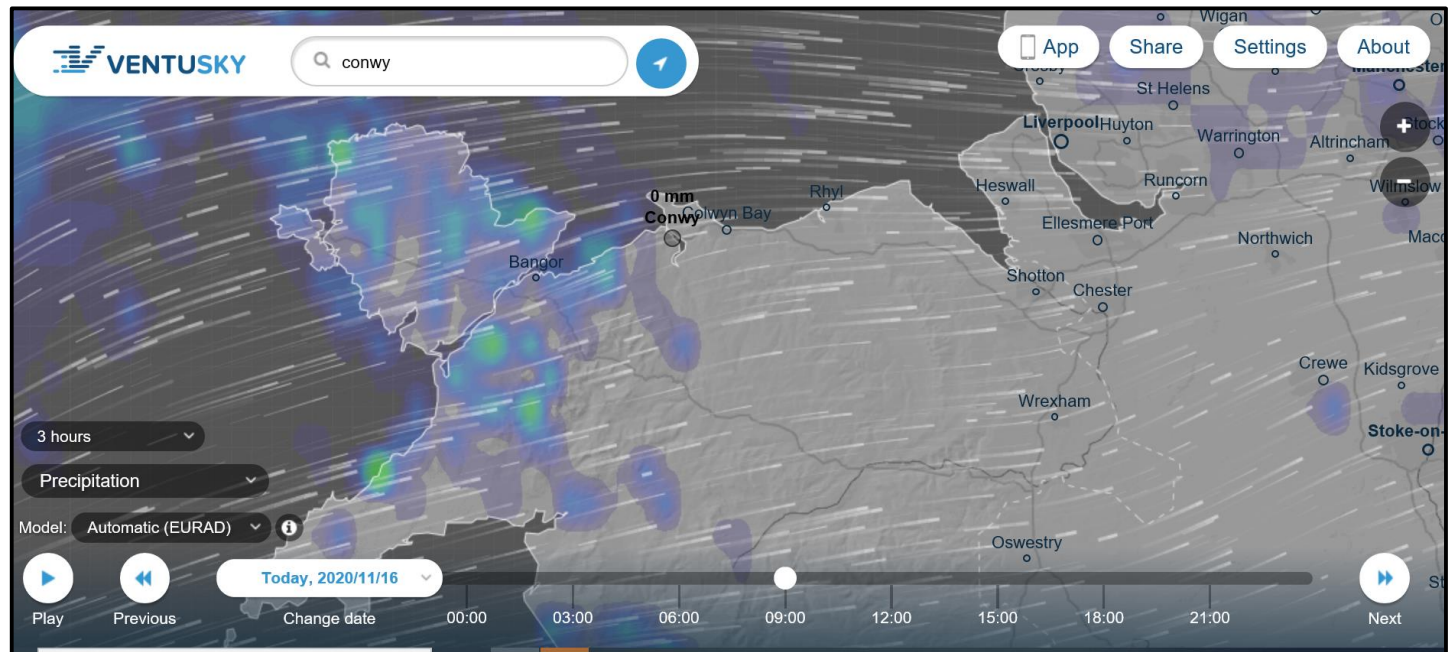 VENTUSKY
conwy
App
Share
Settings
About
Wigan
St Helens
Liverpool
Huyton
Warrington
Altrincham
Heswall
Runcorn
Wilmslow
Ellesmere Port
Northwich
0 mm
Conwy
Colwyn Bay
Rhyl
Bangor
Shotton
Chester
Crewe
Kidsgrove
Wrexham
Stoke-on-
Oswestry
3 hours
Precipitation
Model: Automatic (EURAD)
Today, 2020/11/16
Play
Previous
Change date
00:00
03:00
06:00
09:00
12:00
15:00
18:00
21:00
Next